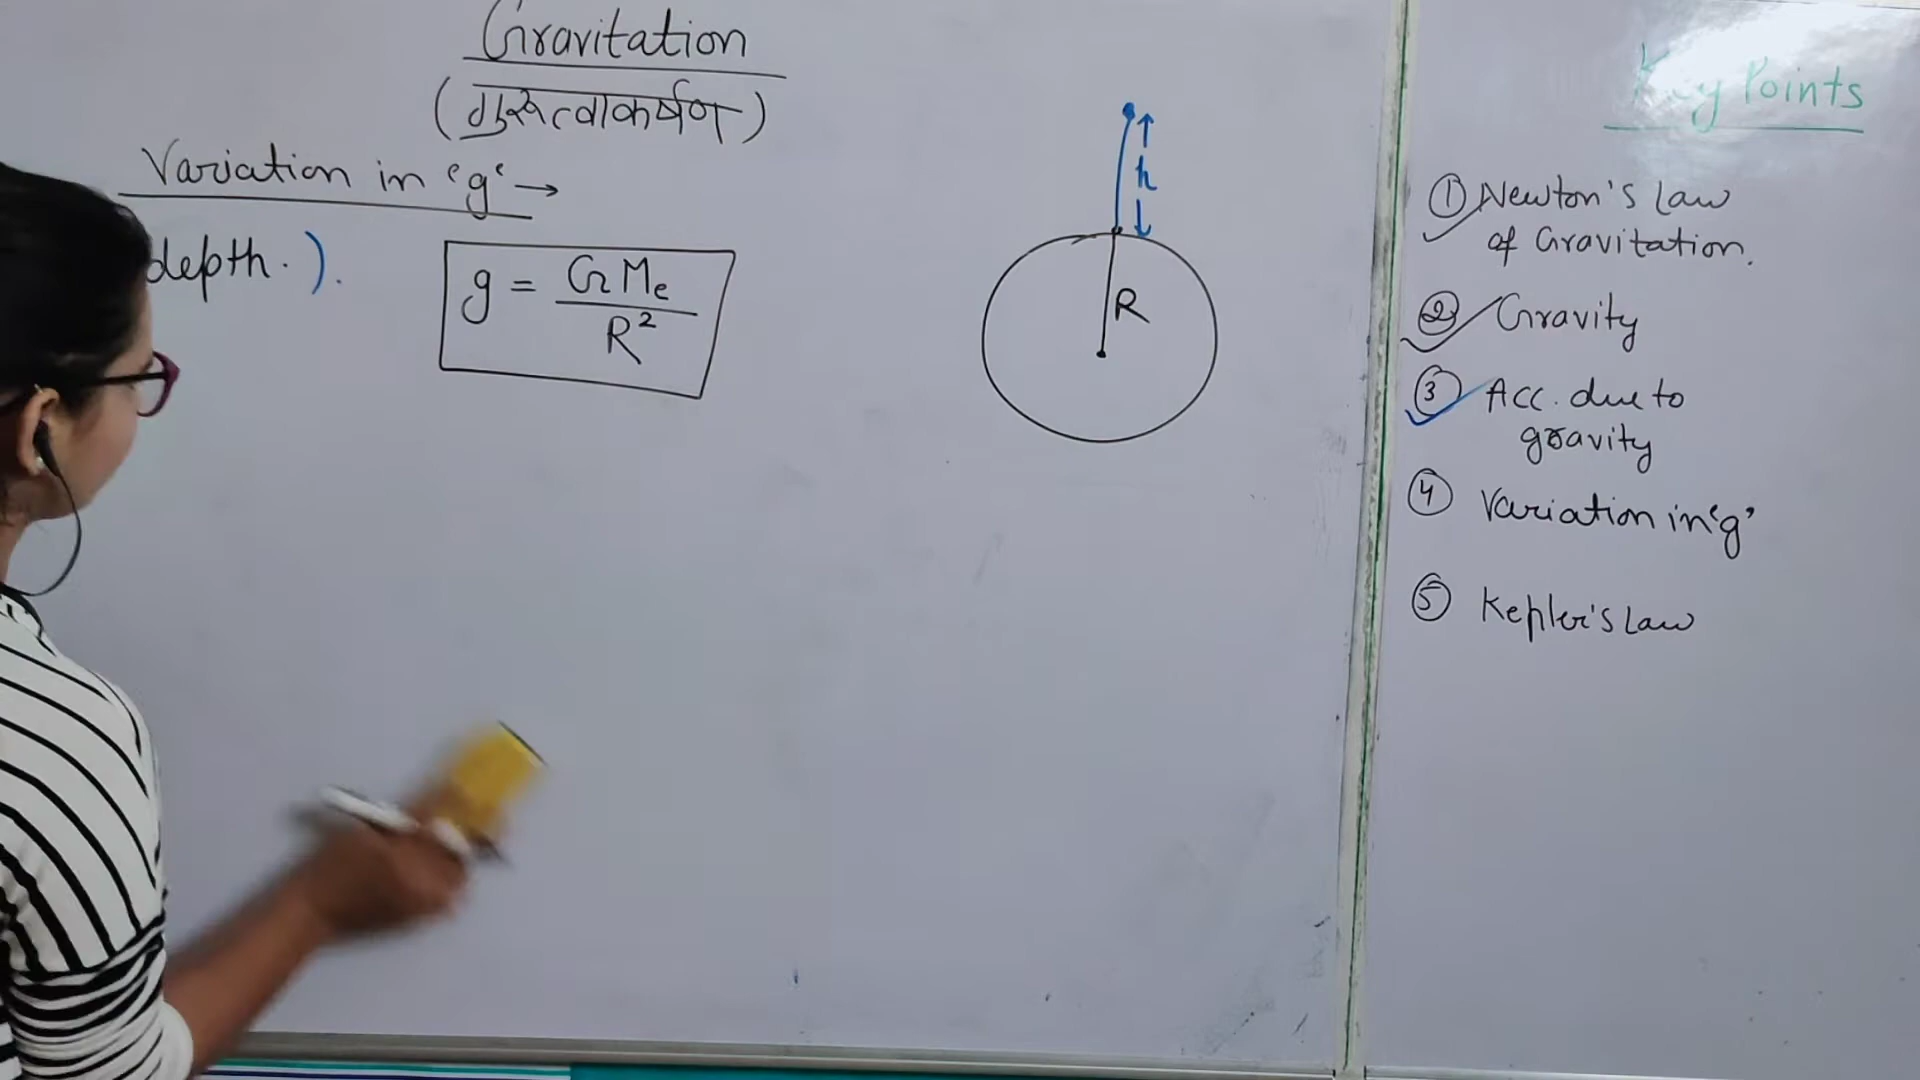 Gravitation
(गुरूत्वाकर्षण)
Variation in 'g' →
depth. ).
g = GMe / R²
h
R
Key Points
① Newton's Law
of Gravitation.
② Gravity
③ Acc. due to
gravity
④ Variation in 'g'
⑤ Kepler's Law